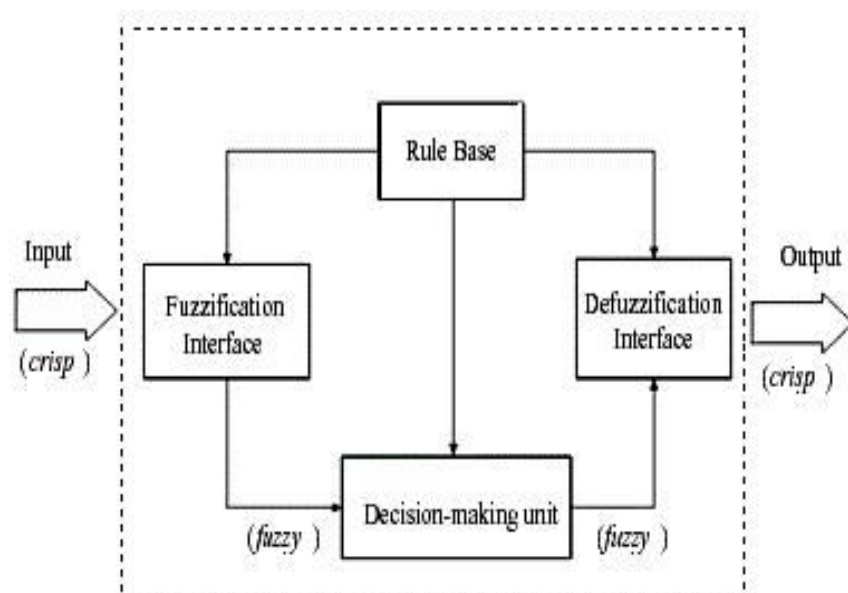 Rule Base
Input
(crisp )
Fuzzification
Interface
Defuzzification
Interface
Output
(crisp )
Decision-making unit
(fuzzy )
(fuzzy )